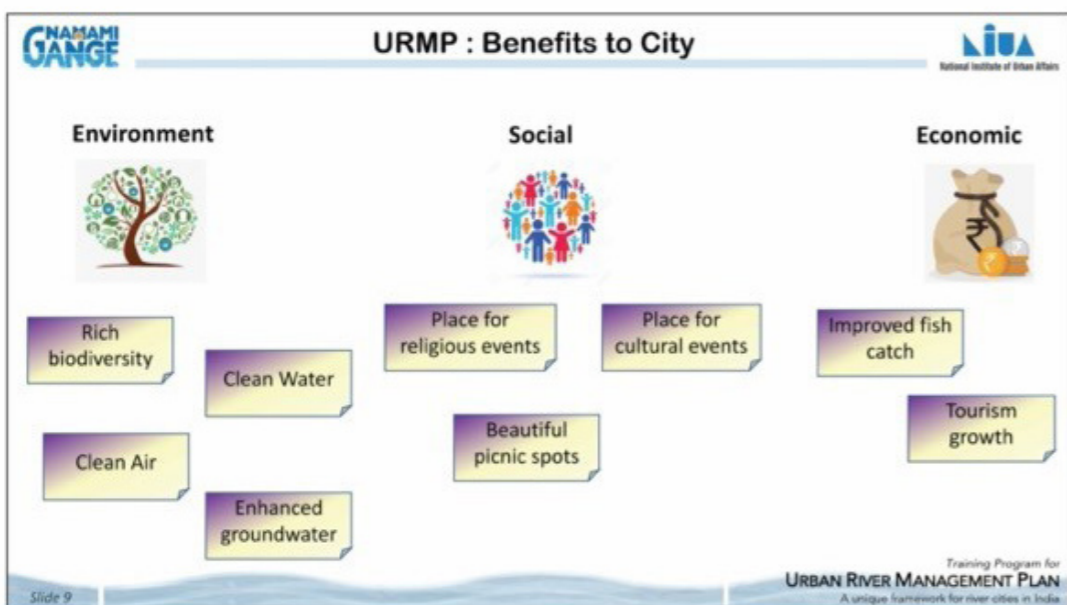 NAMAMI
GANGE
URMP : Benefits to City
NIUA
National Institute of Urban Affairs
Environment
Social
Economic
Rich
biodiversity
Clean Water
Clean Air
Enhanced
groundwater
Place for
religious events
Place for
cultural events
Beautiful
picnic spots
₹
₹
Improved fish
catch
Tourism
growth
Slide 9
Training Program for
URBAN RIVER MANAGEMENT PLAN
A unique framework for river cities in India